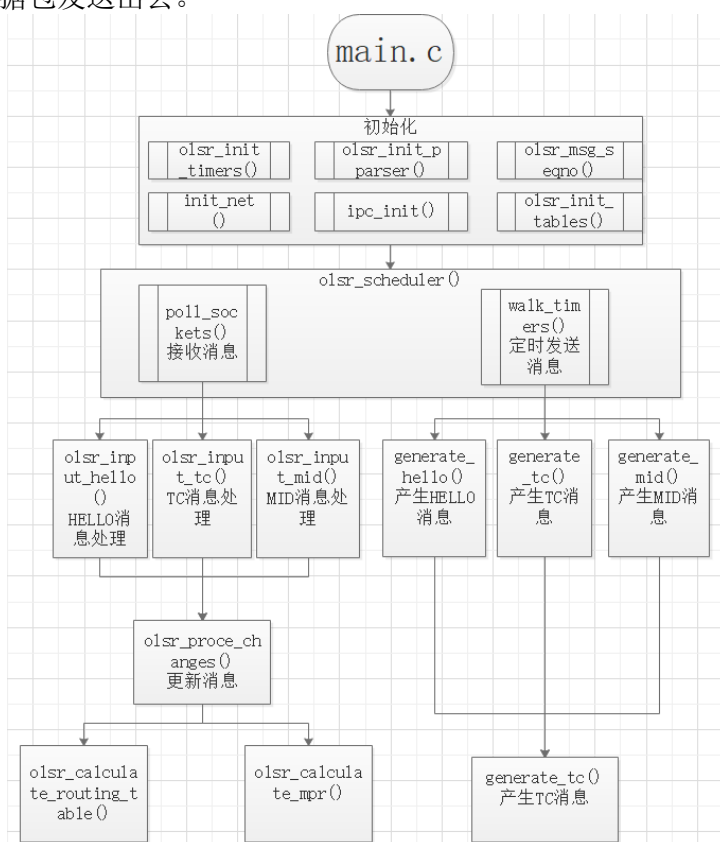 据包发送出去。
main.c
初始化
olsr_init
_timers()
olsr_init_p
parser()
olsr_msg_s
eqno()
init_net
()
ipc_init()
olsr_init_
tables()
olsr_scheduler()
poll_soc
kets()
接收消息
walk_tim
ers()
定时发送
消息
olsr_inp
ut_hello
()
HELLO消
息处理
olsr_inpu
t_tc()
TC消息处
理
olsr_inpu
t_mid()
MID消息处
理
generate_
hello()
产生HELLO
消息
generate
_tc()
产生TC消
息
generate_
mid()
产生MID消
息
olsr_proce_ch
anges()
更新消息
olsr_calcula
te_routing_t
able()
olsr_calcula
te_mpr()
generate_tc()
产生TC消息